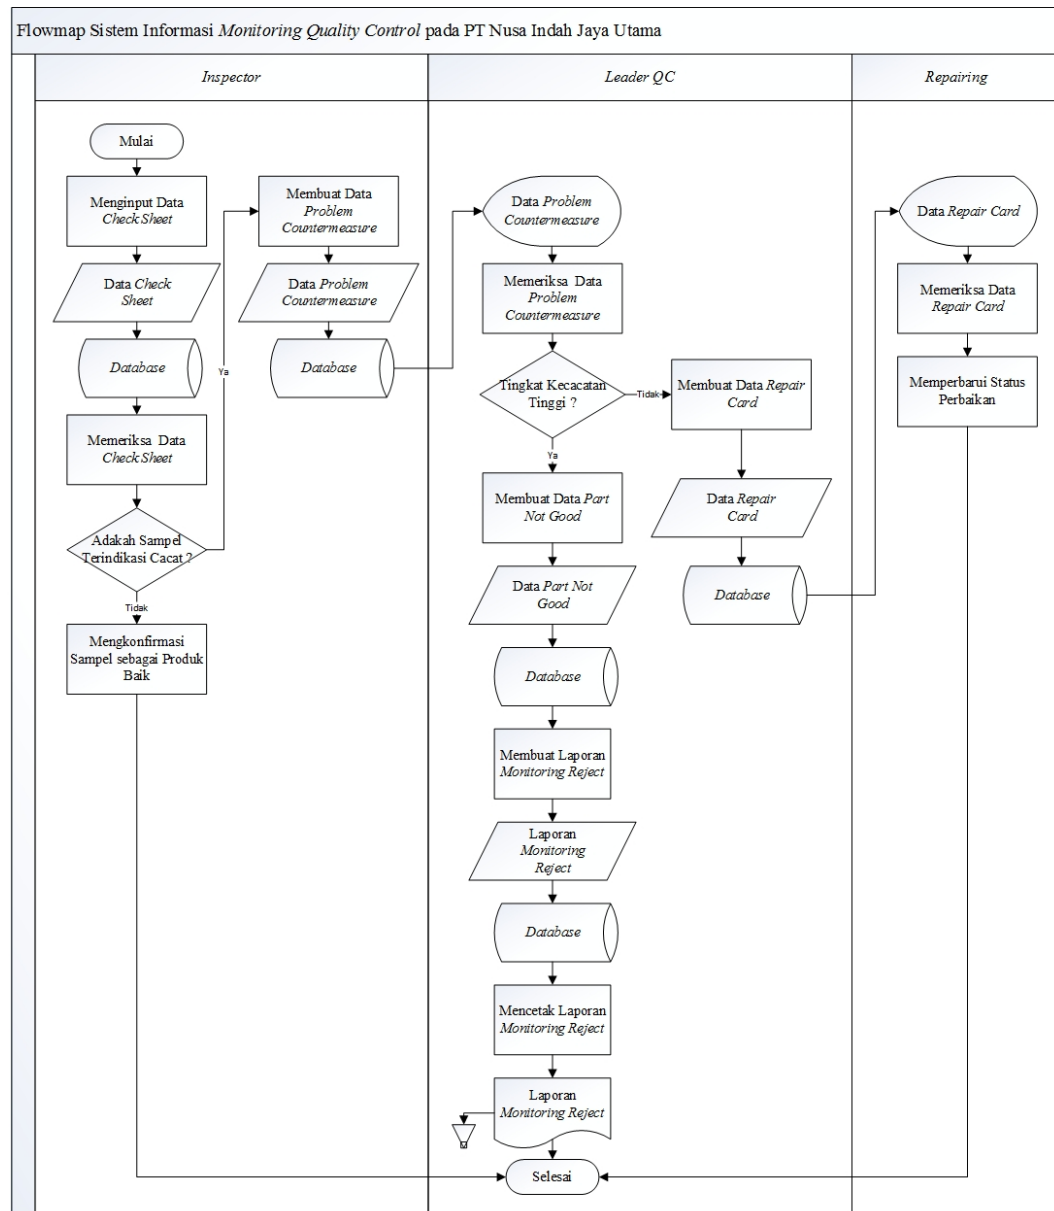 Flowmap Sistem Informasi Monitoring Quality Control pada PT Nusa Indah Jaya Utama
Inspector
Leader QC
Repairing
Mulai
Menginput Data
Check Sheet
Data Check
Sheet
Database
Memeriksa Data
Check Sheet
Adakah Sampel
Terindikasi Cacat ?
Ya
Tidak
Mengkonfirmasi
Sampel sebagai Produk
Baik
Membuat Data
Problem
Countermeasure
Data Problem
Countermeasure
Database
Data Problem
Countermeasure
Memeriksa Data
Problem
Countermeasure
Tingkat Kecacatan
Tinggi ?
Tidak
Ya
Membuat Data Part
Not Good
Data Part Not
Good
Database
Membuat Laporan
Monitoring Reject
Laporan
Monitoring
Reject
Database
Mencetak Laporan
Monitoring Reject
Laporan
Monitoring Reject
Selesai
Membuat Data Repair
Card
Data Repair
Card
Database
Data Repair Card
Memeriksa Data
Repair Card
Memperbarui Status
Perbaikan